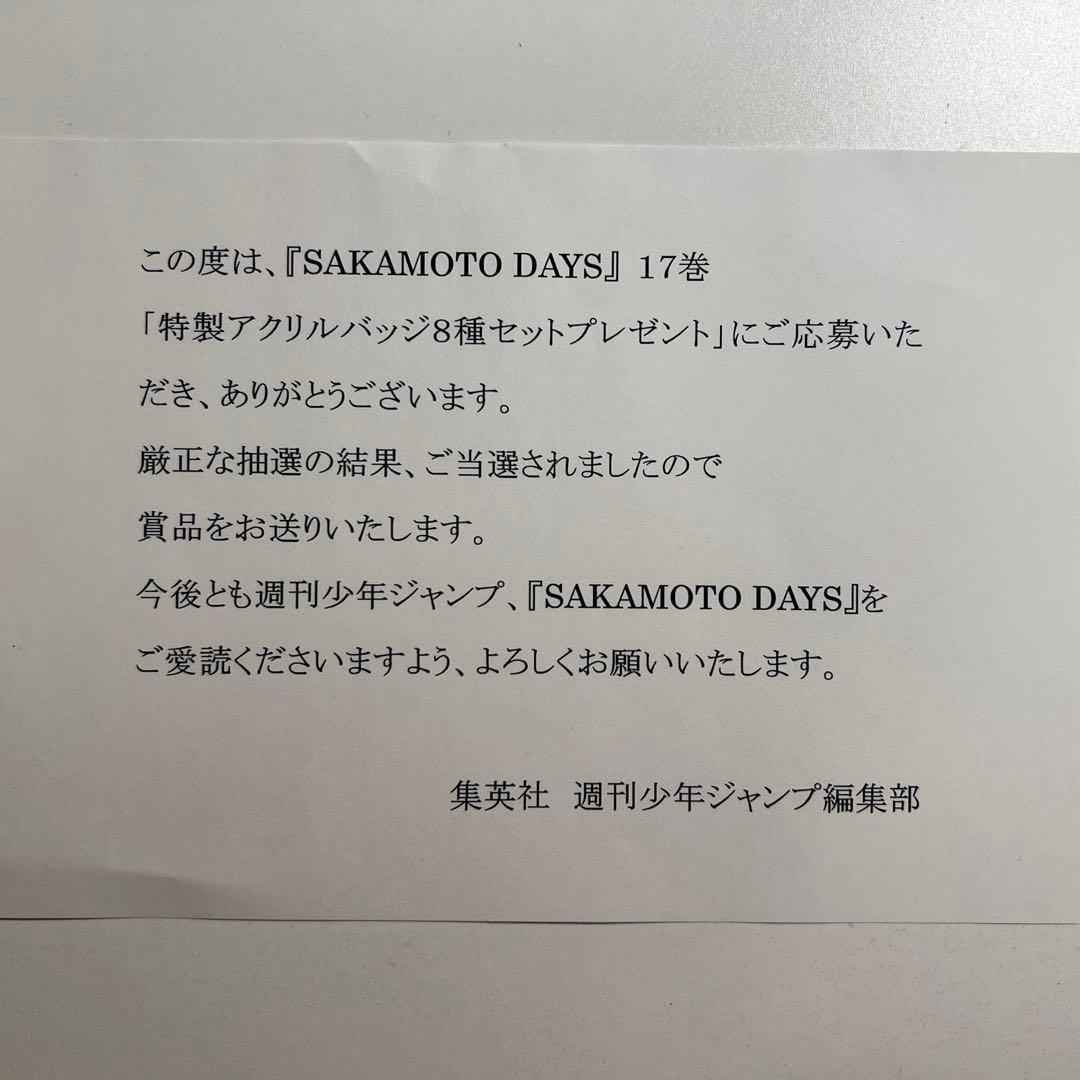 この度は、『SAKAMOTO DAYS』 17巻
「特製アクリルバッジ8種セットプレゼント」にご応募いた
だき、ありがとうございます。
厳正な抽選の結果、ご当選されましたので
賞品をお送りいたします。
今後とも週刊少年ジャンプ、『SAKAMOTO DAYS』を
ご愛読くださいますよう、よろしくお願いいたします。
集英社　週刊少年ジャンプ編集部